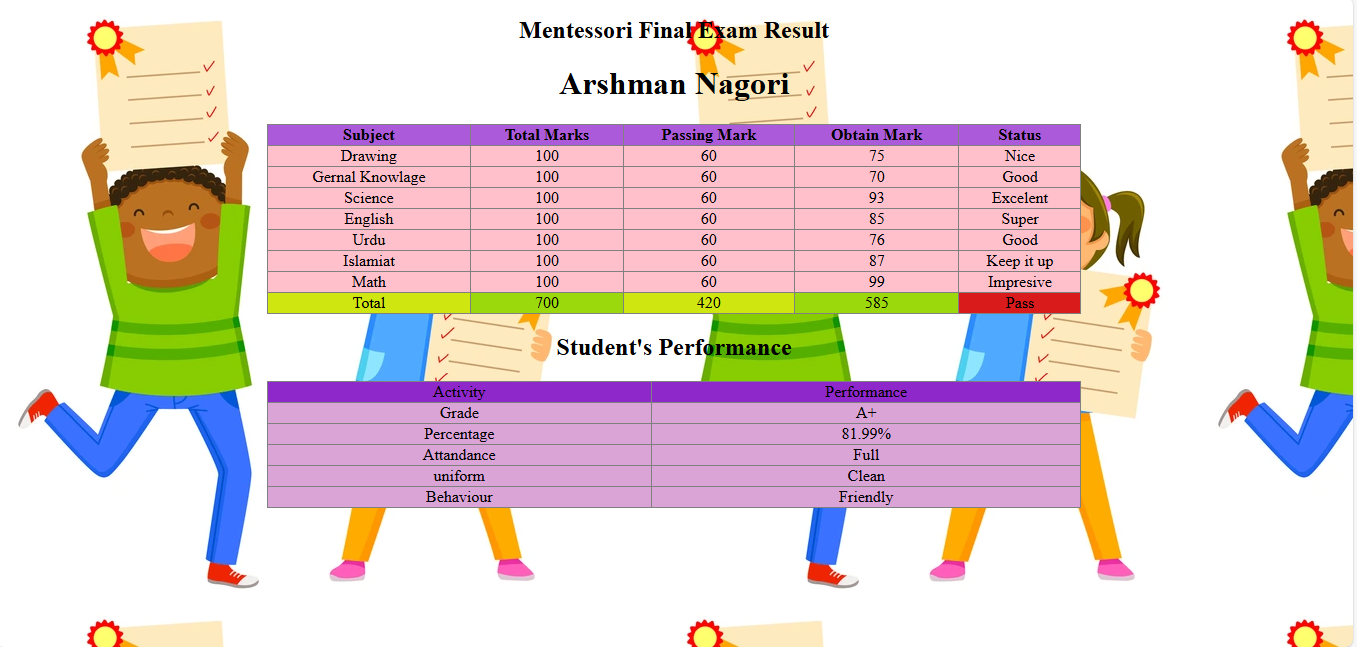 Mentessori Final Exam Result
Arshman Nagori
Subject Total Marks Passing Mark Obtain Mark Status
Drawing 100 60 75 Nice
Gernal Knowlage 100 60 70 Good
Science 100 60 93 Excelent
English 100 60 85 Super
Urdu 100 60 76 Good
Islamiat 100 60 87 Keep it up
Math 100 60 99 Impresive
Total 700 420 585 Pass
Student's Performance
Activity Performance
Grade A+
Percentage 81.99%
Attandance Full
uniform Clean
Behaviour Friendly